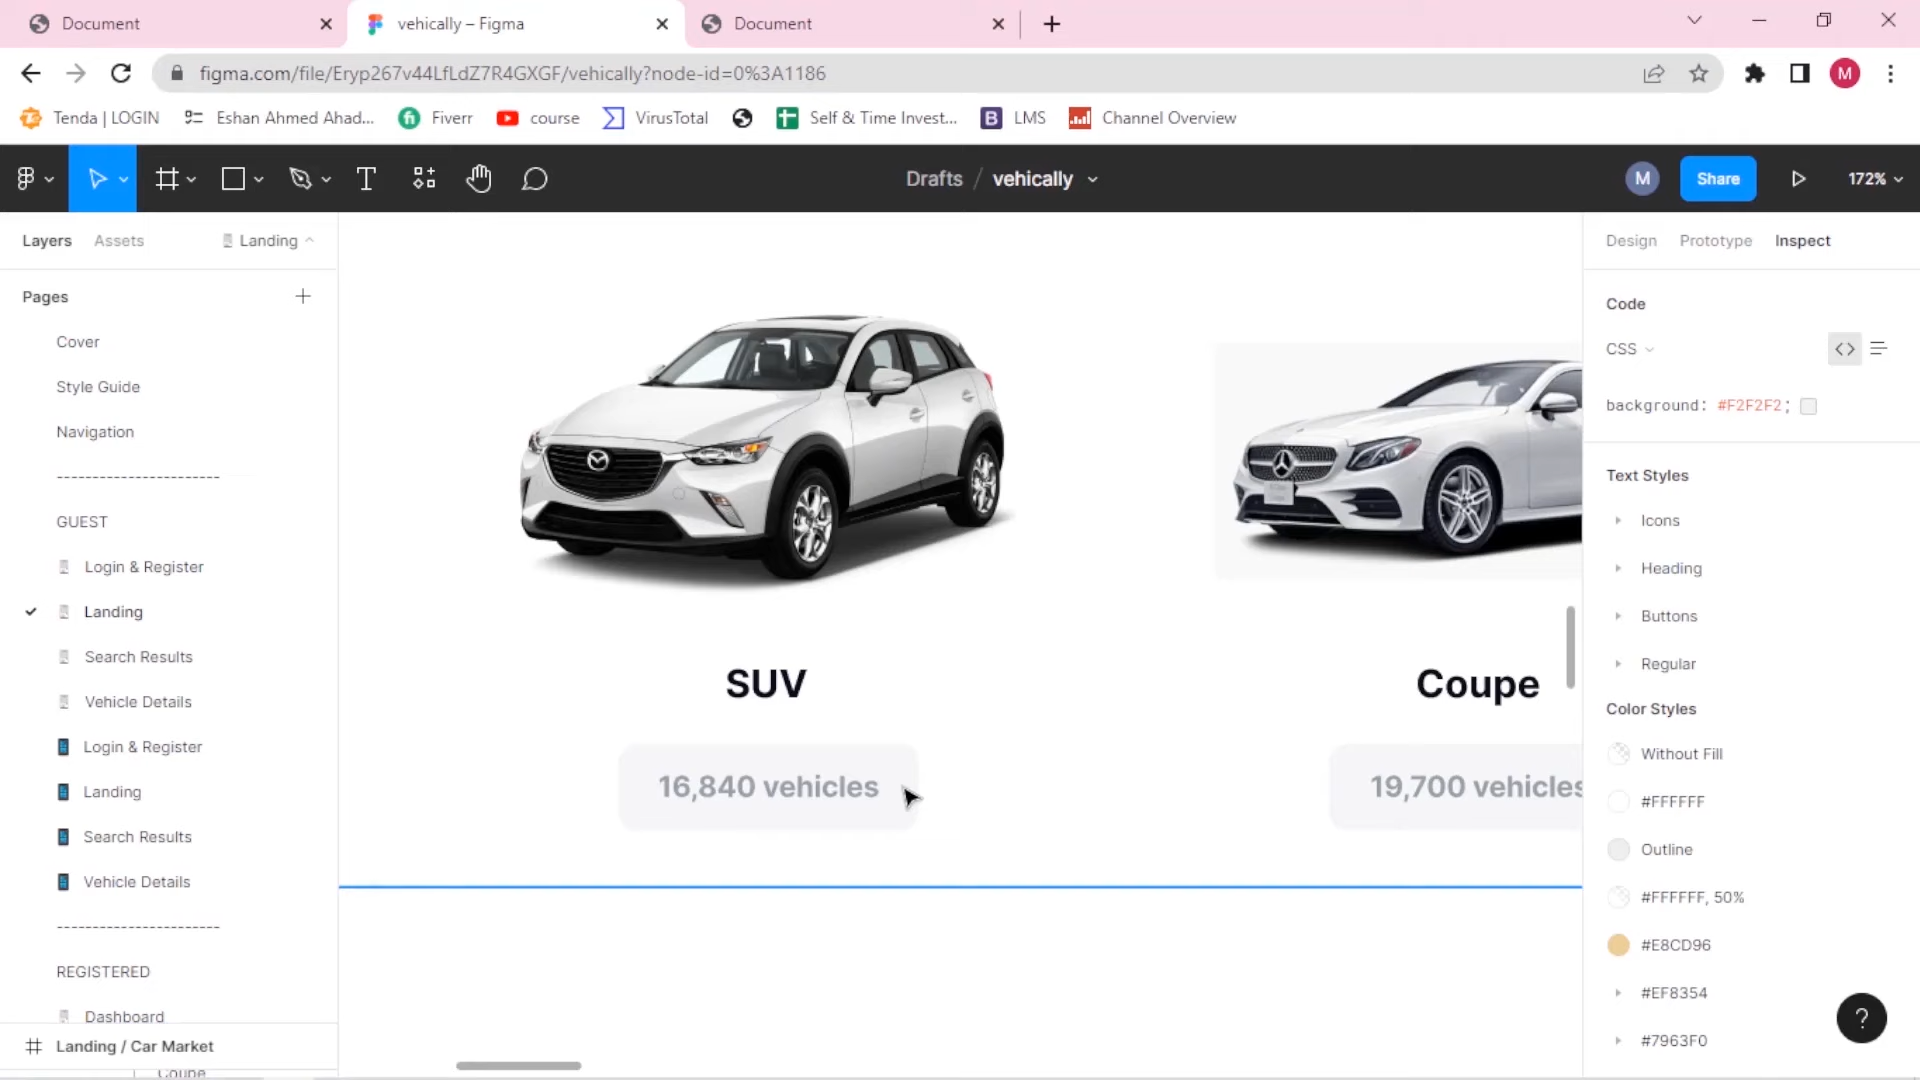 Document
vehically – Figma
Document
figma.com/file/Eryp267v44LfLdZ7R4GXGF/vehically?node-id=0%3A1186
M
Tenda | LOGIN
Eshan Ahmed Ahad...
Fiverr
course
VirusTotal
Self & Time Invest...
B LMS
Channel Overview
Drafts / vehically
M
Share
172%
Layers
Assets
Landing
Pages
Cover
Style Guide
Navigation
-----------------------
GUEST
Login & Register
Landing
Search Results
Vehicle Details
Login & Register
Landing
Search Results
Vehicle Details
-----------------------
REGISTERED
Dashboard
Landing / Car Market
Coupe
SUV
16,840 vehicles
Coupe
19,700 vehicles
Design
Prototype
Inspect
Code
CSS
background: #F2F2F2;
Text Styles
Icons
Heading
Buttons
Regular
Color Styles
Without Fill
#FFFFFF
Outline
#FFFFFF, 50%
#E8CD96
#EF8354
#7963F0
?